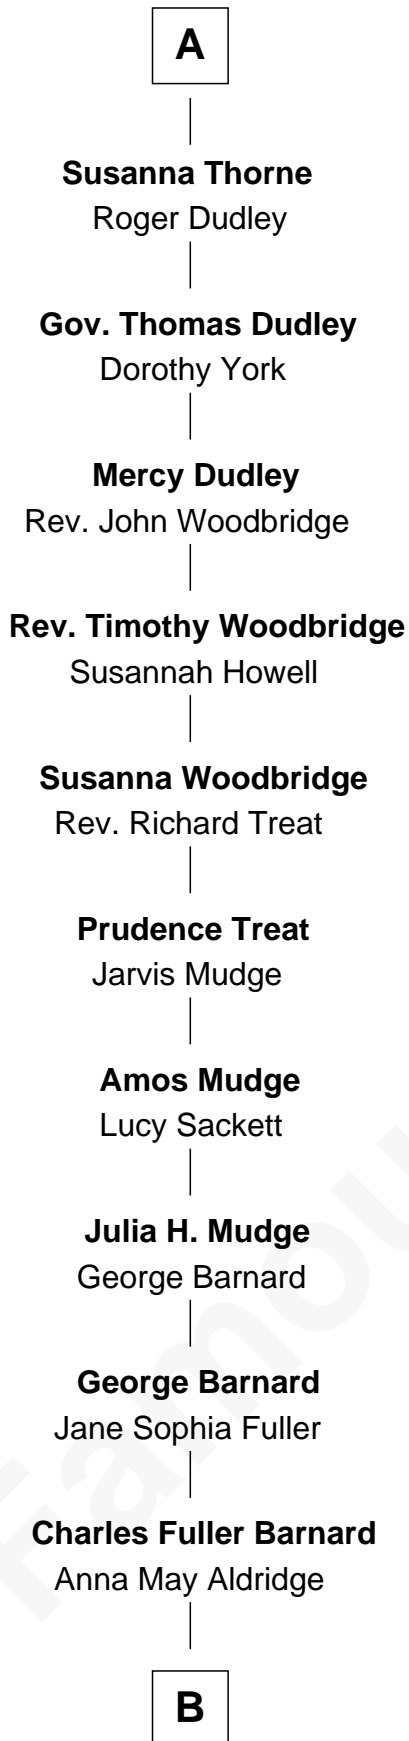 A
Susanna Thorne
Roger Dudley
Gov. Thomas Dudley
Dorothy York
Mercy Dudley
Rev. John Woodbridge
Rev. Timothy Woodbridge
Susannah Howell
Susanna Woodbridge
Rev. Richard Treat
Prudence Treat
Jarvis Mudge
Amos Mudge
Lucy Sackett
Julia H. Mudge
George Barnard
George Barnard
Jane Sophia Fuller
Charles Fuller Barnard
Anna May Aldridge
B
Famou